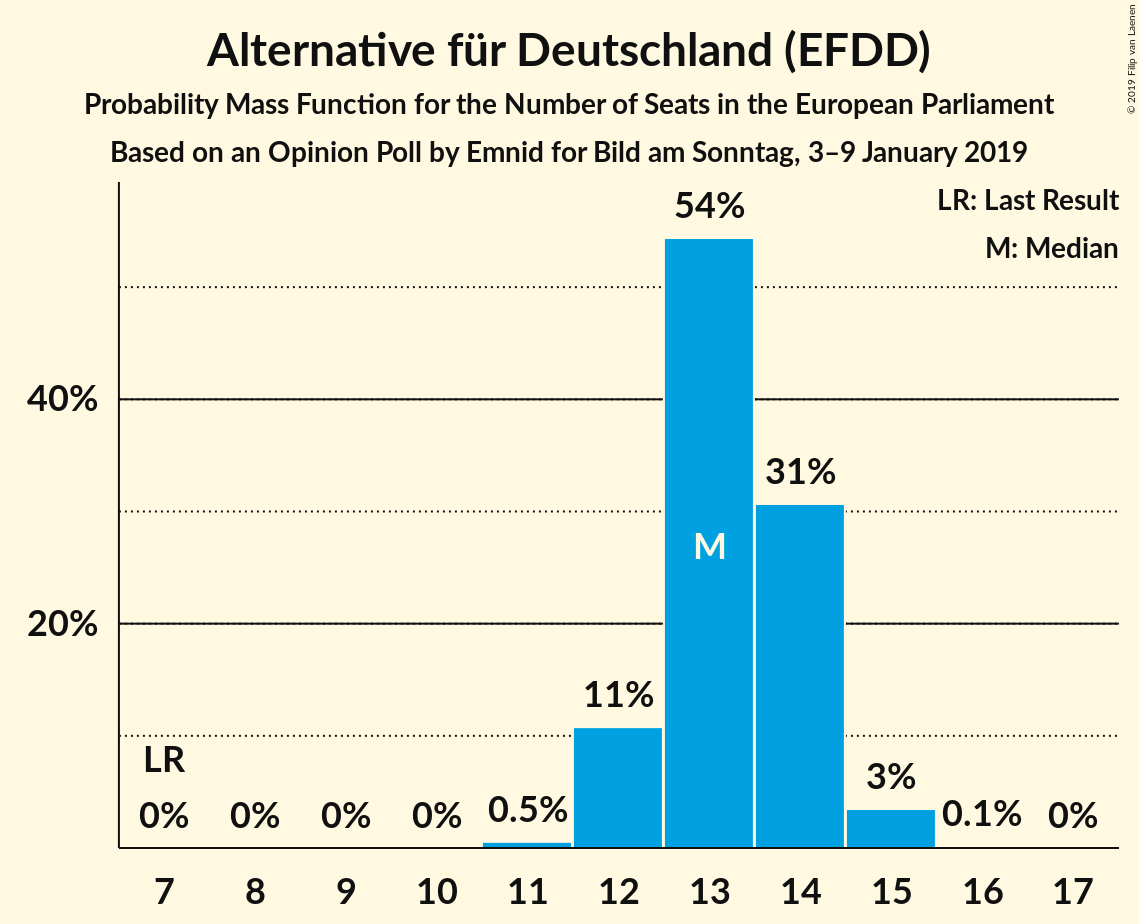 Alternative für Deutschland (EFDD)
Probability Mass Function for the Number of Seats in the European Parliament
Based on an Opinion Poll by Emnid for Bild am Sonntag, 3–9 January 2019
© 2019 Filip van Laenen
LR: Last Result
M: Median
54%
40%
31%
M
20%
11%
LR
3%
0% 0% 0% 0% 0.5% 0.1% 0%
7 8 9 10 11 12 13 14 15 16 17